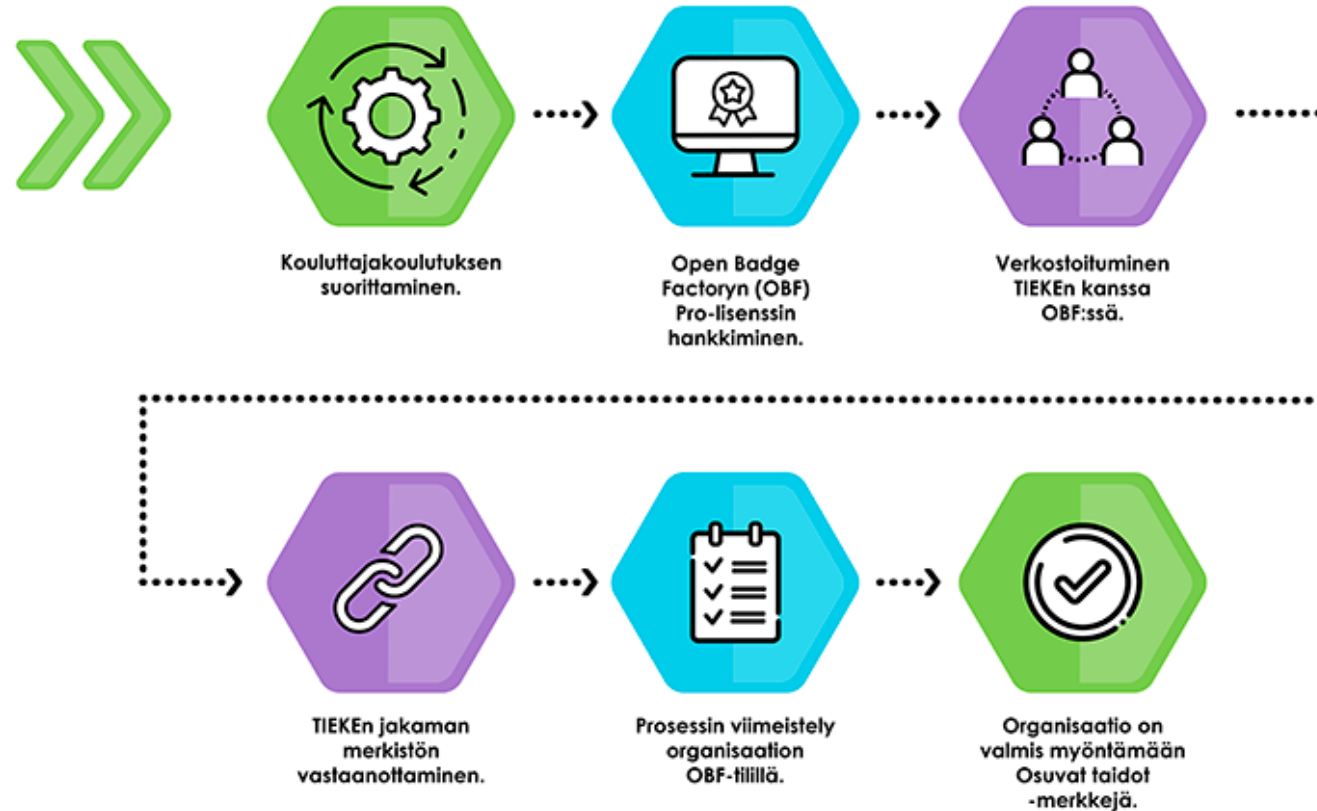 Kouluttajakoulutuksen
suorittaminen.
Open Badge
Factoryn (OBF)
Pro-lisenssin
hankkiminen.
Verkostoituminen
TIEKEn kanssa
OBF:ssä.
TIEKEn jakaman
merkistön
vastaanottaminen.
Prosessin viimeistely
organisaation
OBF-tilillä.
Organisaatio on
valmis myöntämään
Osuvat taidot
-merkkejä.